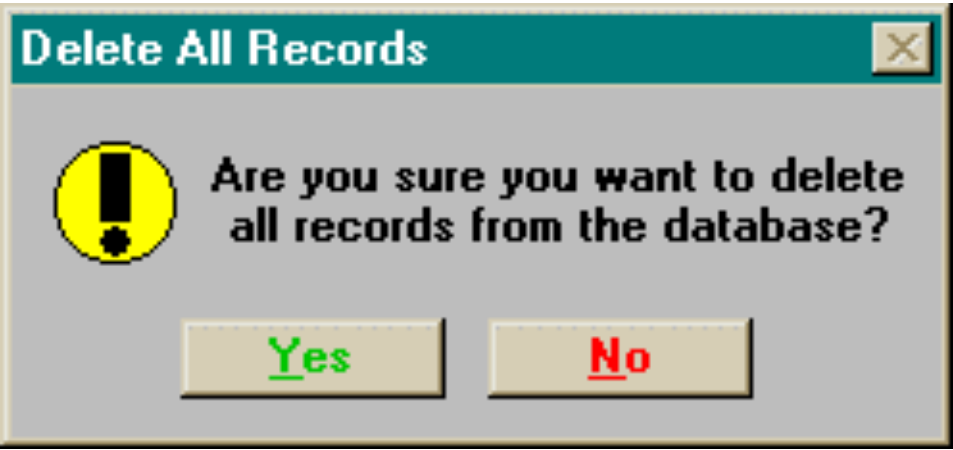 Delete All Records
Are you sure you want to delete
all records from the database?
Yes
No